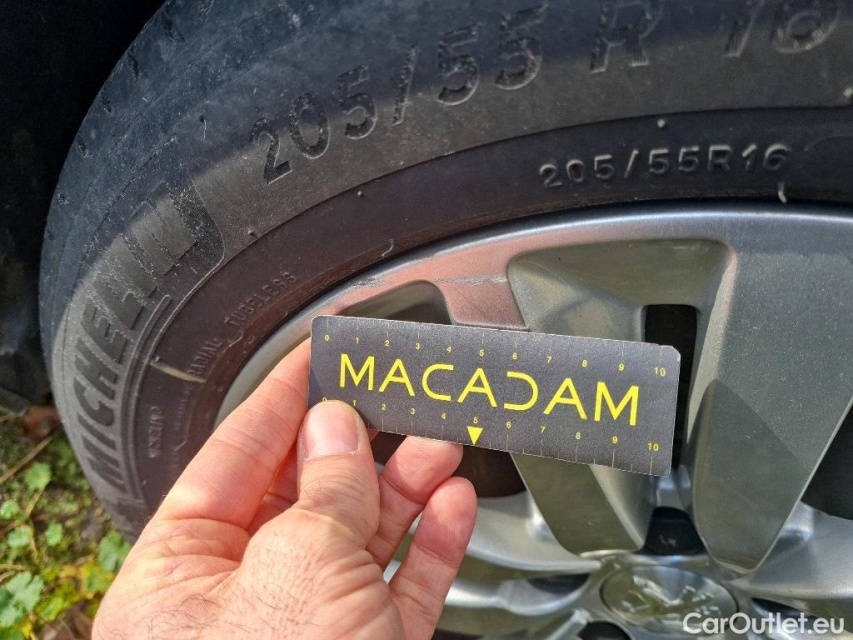 205/55 R 16
205/55R16
MICHELIN
RADIAL TUBELESS
0 1 2 3 4 5 6 7 8 9 10
MACADAM
0 1 2 3 4 5 6 7 8 9 10
CarOutlet.eu